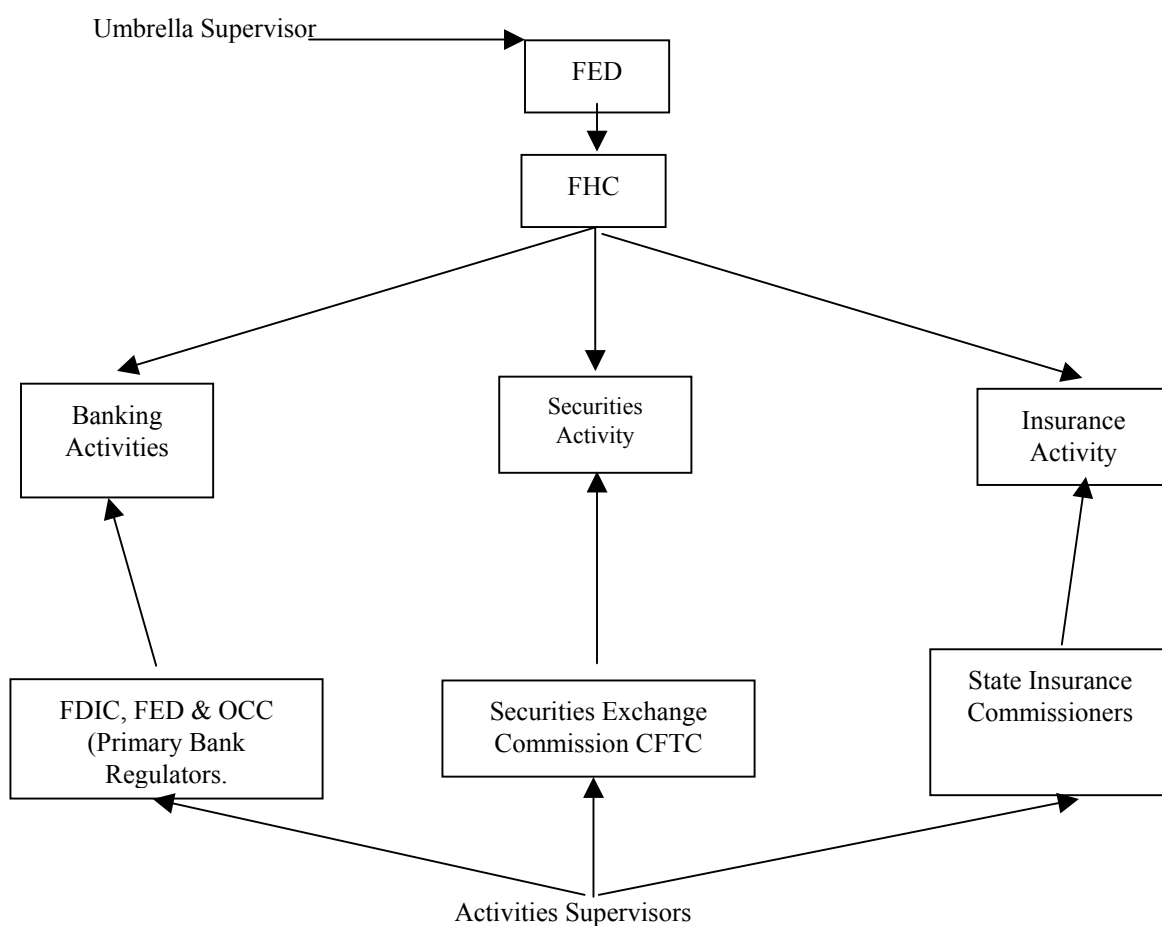 Umbrella Supervisor
FED
FHC
Banking
Activities
Securities
Activity
Insurance
Activity
FDIC, FED & OCC
(Primary Bank
Regulators.
Securities Exchange
Commission CFTC
State Insurance
Commissioners
Activities Supervisors